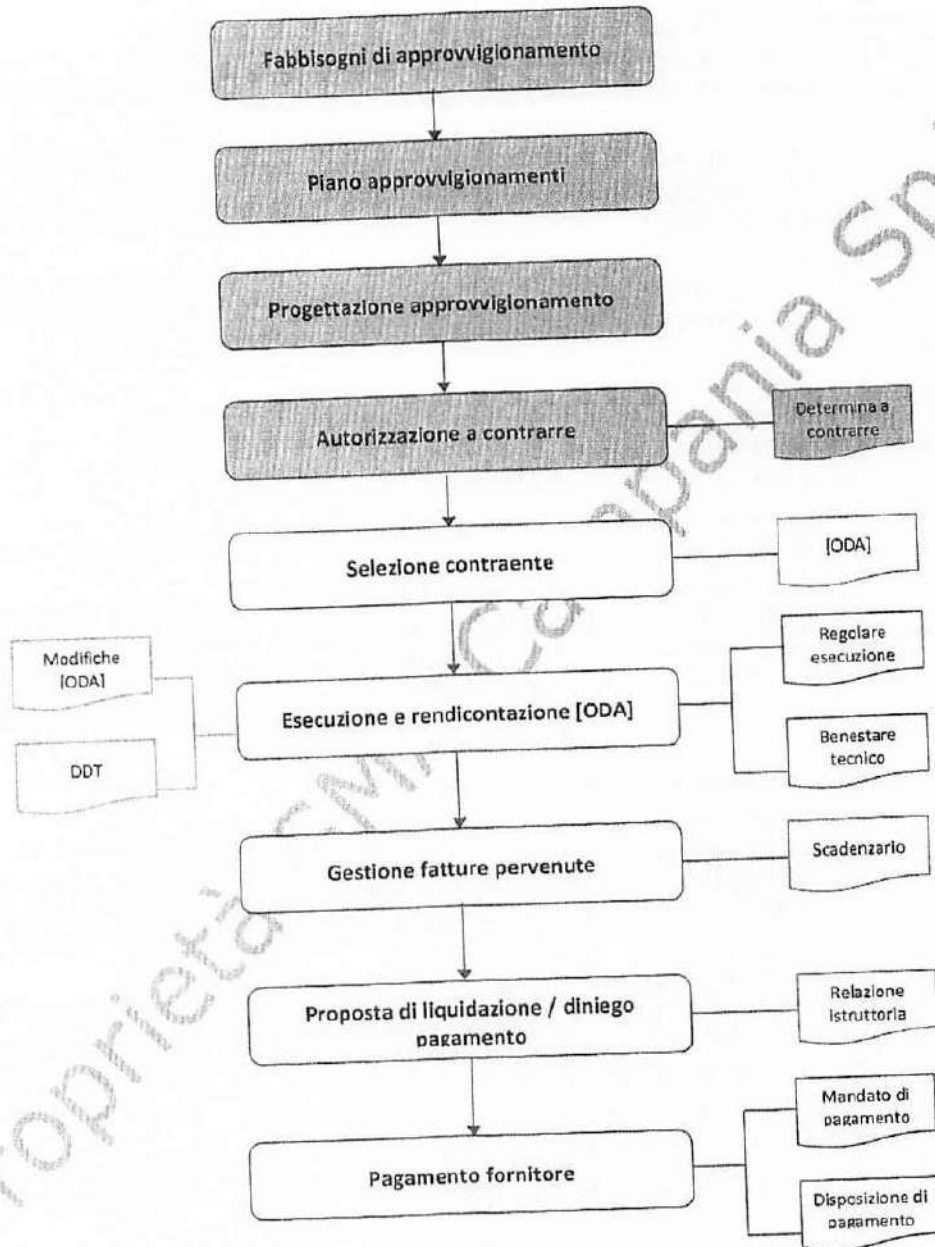 Fabbisogni di approvvigionamento
Piano approvvigionamenti
Progettazione approvvigionamento
Autorizzazione a contrarre
Determina a
contrarre
Selezione contraente
[ODA]
Modifiche
[ODA]
DDT
Esecuzione e rendicontazione [ODA]
Regolare
esecuzione
Benestare
tecnico
Gestione fatture pervenute
Scadenzario
Proposta di liquidazione / diniego
pagamento
Relazione
istruttoria
Pagamento fornitore
Mandato di
pagamento
Disposizione di
pagamento